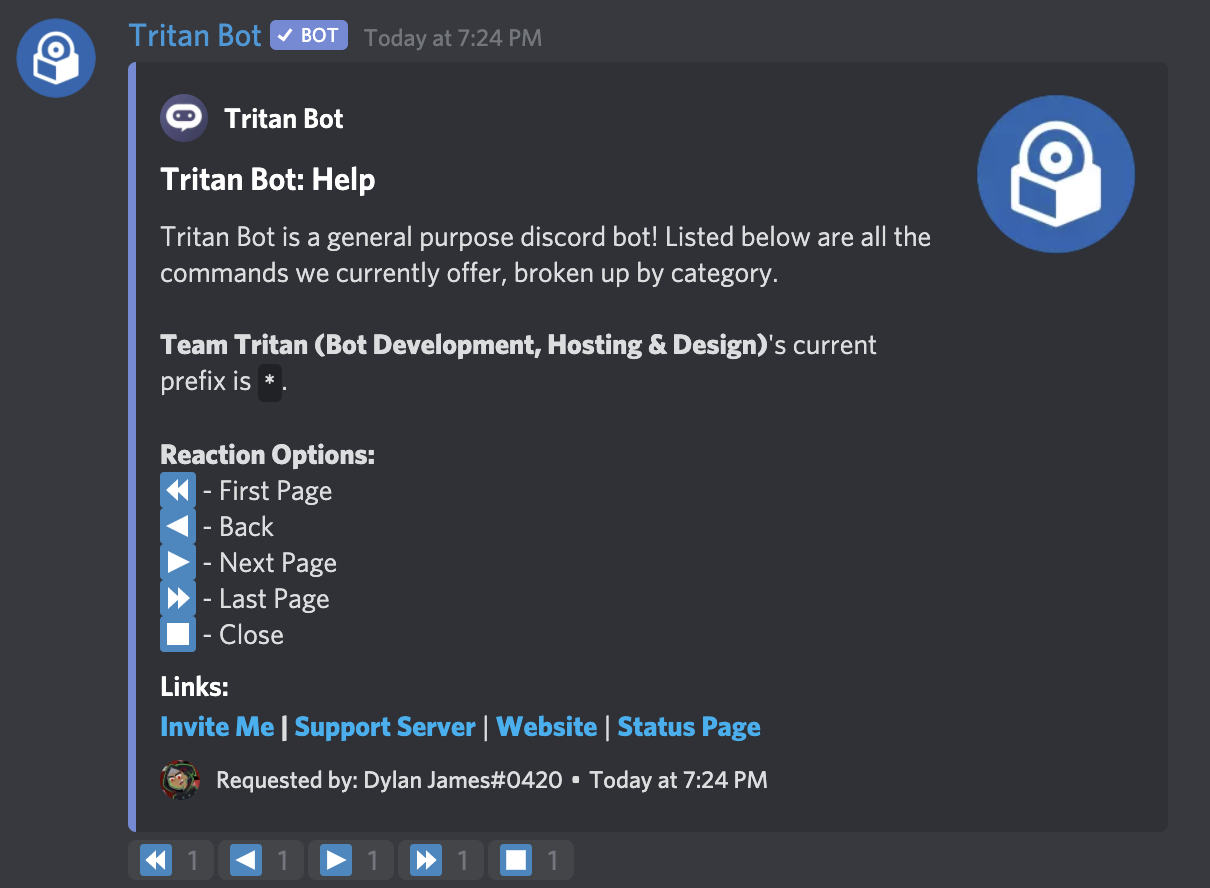 Tritan Bot ✓ BOT Today at 7:24 PM
Tritan Bot
Tritan Bot: Help
Tritan Bot is a general purpose discord bot! Listed below are all the
commands we currently offer, broken up by category.
Team Tritan (Bot Development, Hosting & Design)'s current
prefix is *.
Reaction Options:
⏪ - First Page
◀ - Back
▶ - Next Page
⏩ - Last Page
⏹ - Close
Links:
Invite Me | Support Server | Website | Status Page
Requested by: Dylan James#0420 • Today at 7:24 PM
⏪ 1 ◀ 1 ▶ 1 ⏩ 1 ⏹ 1